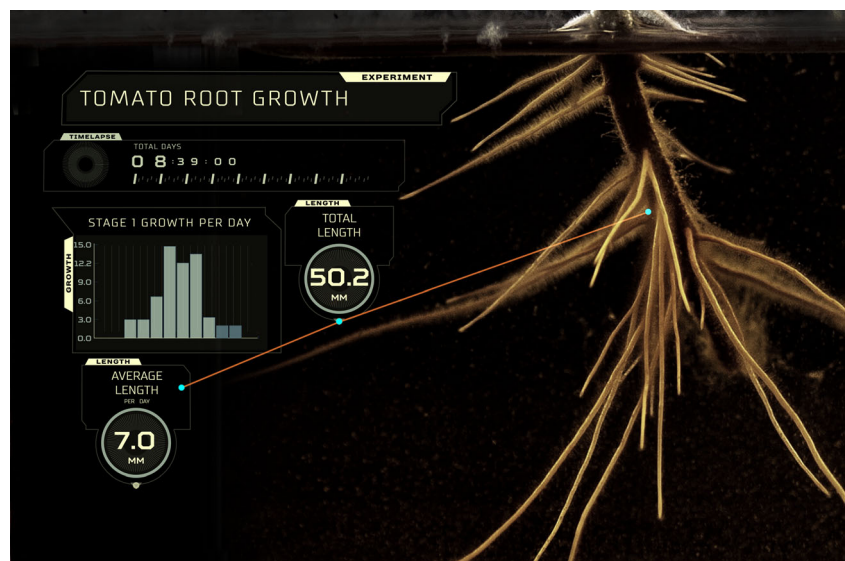 EXPERIMENT
TOMATO ROOT GROWTH
TIMELAPSE
TOTAL DAYS
08:39:00
STAGE 1 GROWTH PER DAY
GROWTH
15.0
12.2
9.0
6.0
3.0
0.0
LENGTH
TOTAL
LENGTH
50.2
MM
LENGTH
AVERAGE
LENGTH
PER DAY
7.0
MM